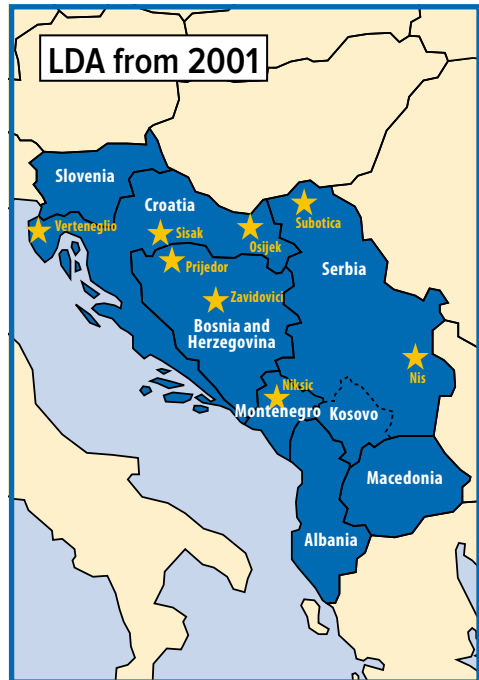 LDA from 2001
Slovenia
Croatia
Verteneglio
Sisak
Osijek
Subotica
Prijedor
Serbia
Zavidovici
Bosnia and
Herzegovina
Nis
Niksic
Montenegro
Kosovo
Macedonia
Albania